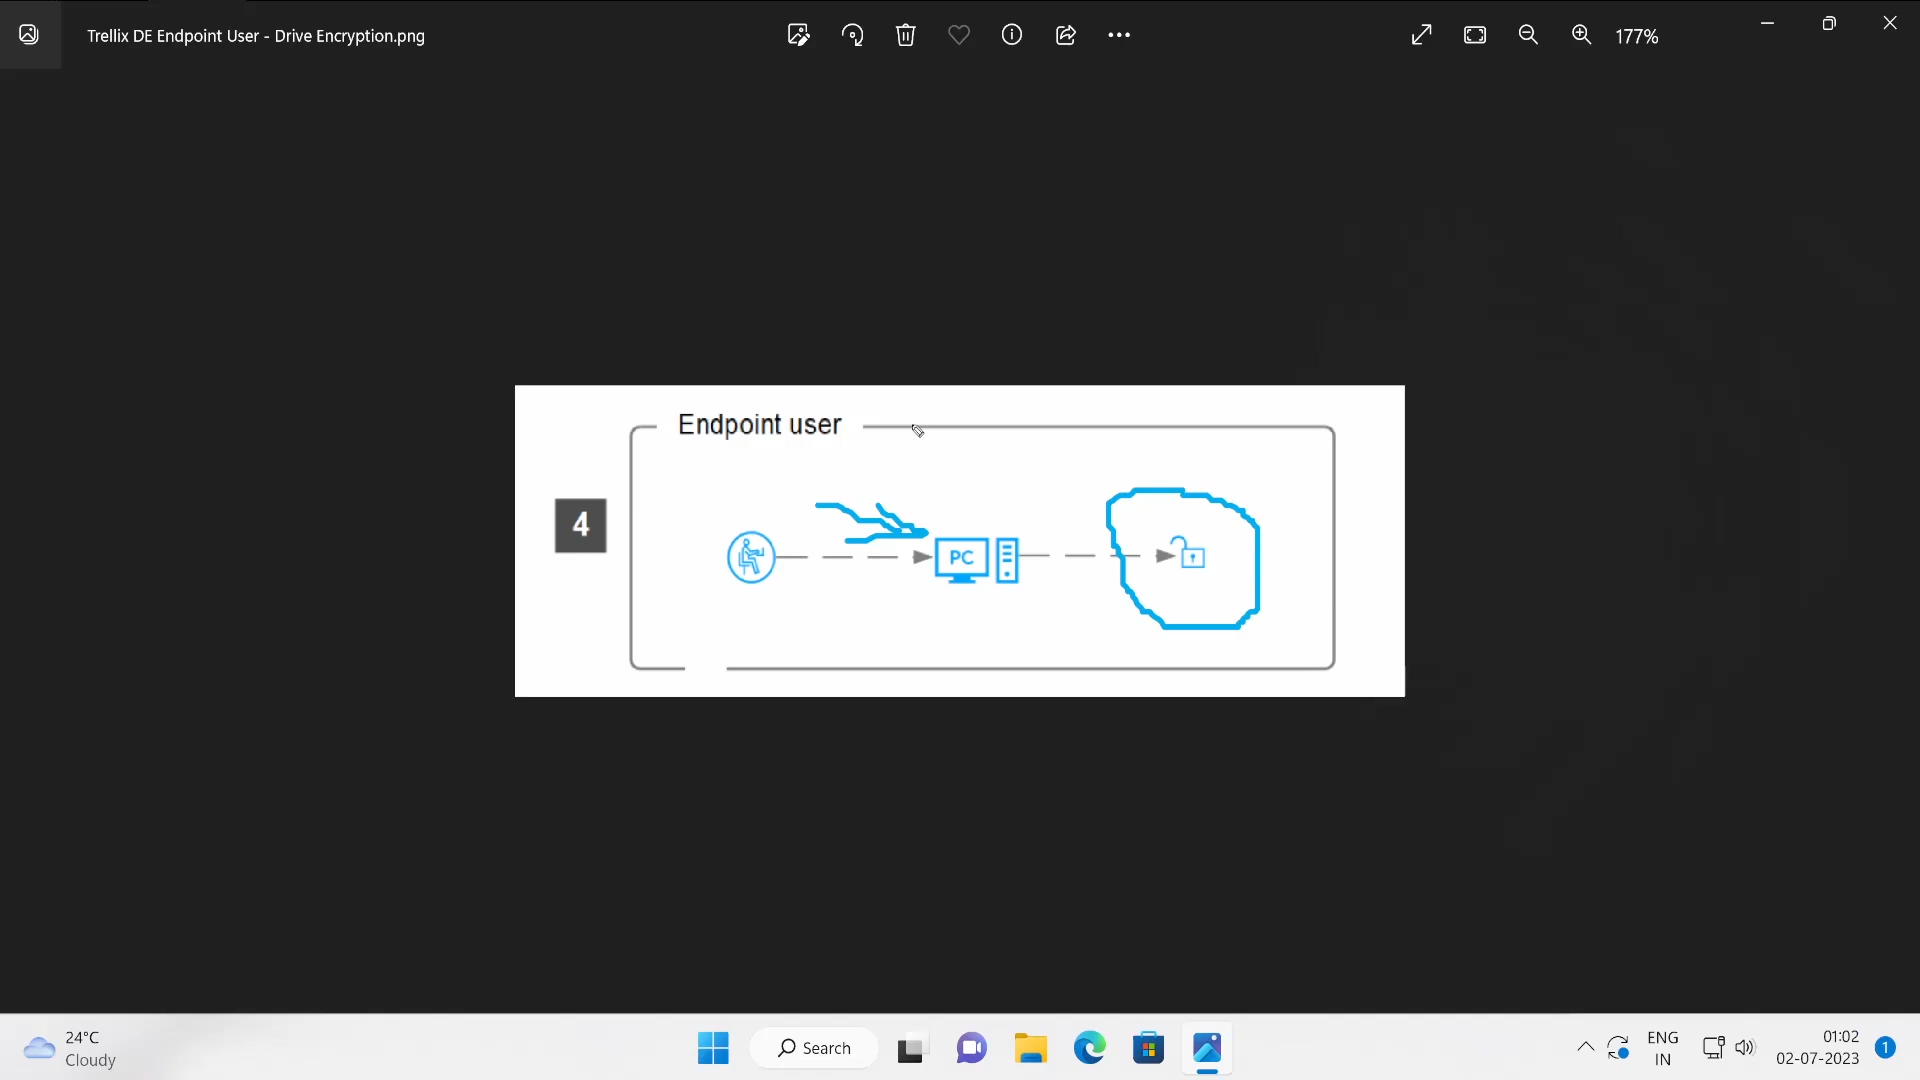 Trellix DE Endpoint User - Drive Encryption.png
177%
Endpoint user
4
PC
24°C
Cloudy
Search
ENG
IN
01:02
02-07-2023
1